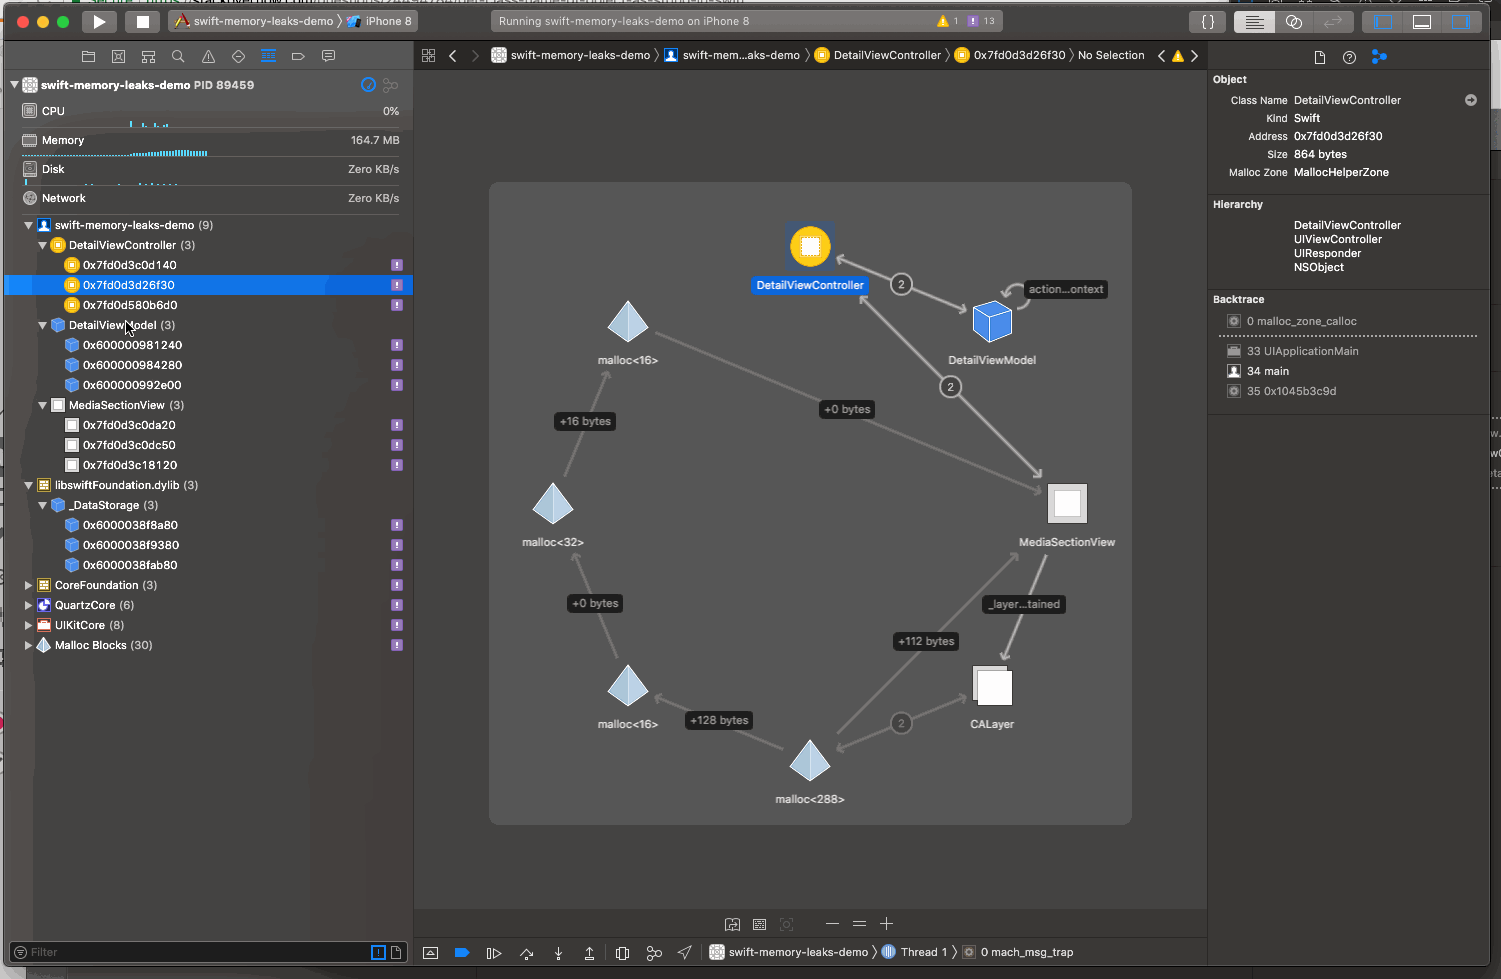 swift-memory-leaks-demo
iPhone 8
Running swift-memory-leaks-demo on iPhone 8
1
13
swift-memory-leaks-demo
swift-mem...aks-demo
DetailViewController
0x7fd0d3d26f30
No Selection
swift-memory-leaks-demo PID 89459
CPU
0%
Memory
164.7 MB
Disk
Zero KB/s
Network
Zero KB/s
swift-memory-leaks-demo (9)
DetailViewController (3)
0x7fd0d3c0d140
0x7fd0d3d26f30
0x7fd0d580b6d0
DetailViewModel (3)
0x600000981240
0x600000984280
0x600000992e00
MediaSectionView (3)
0x7fd0d3c0da20
0x7fd0d3c0dc50
0x7fd0d3c18120
libswiftFoundation.dylib (3)
_DataStorage (3)
0x6000038f8a80
0x6000038f9380
0x6000038fab80
CoreFoundation (3)
QuartzCore (6)
UIKitCore (8)
Malloc Blocks (30)
Filter
DetailViewController
2
action...ontext
DetailViewModel
malloc<16>
2
+0 bytes
+16 bytes
malloc<32>
MediaSectionView
+0 bytes
_layer...tained
+112 bytes
malloc<16>
+128 bytes
2
CALayer
malloc<288>
swift-memory-leaks-demo
Thread 1
0 mach_msg_trap
Object
Class Name DetailViewController
Kind Swift
Address 0x7fd0d3d26f30
Size 864 bytes
Malloc Zone MallocHelperZone
Hierarchy
DetailViewController
UIViewController
UIResponder
NSObject
Backtrace
0 malloc_zone_calloc
33 UIApplicationMain
34 main
35 0x1045b3c9d